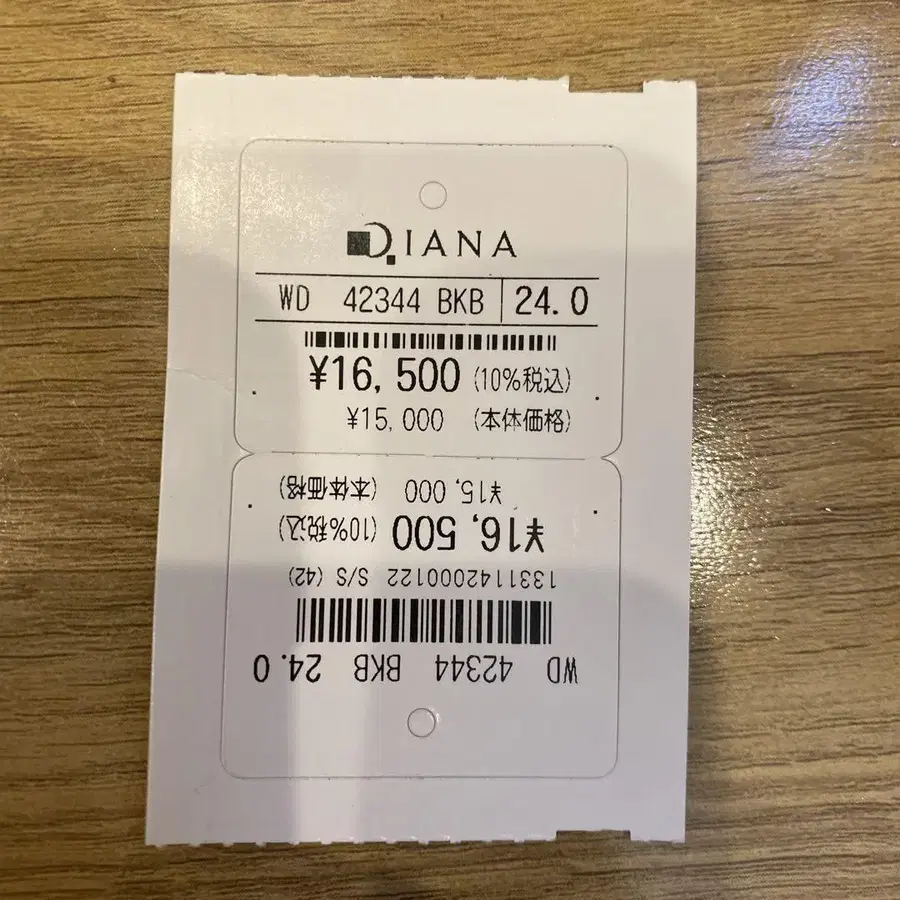 DIANA
WD 42344 BKB 24.0
¥16,500 (10%税込)
¥15,000 (本体価格)
WD 42344 BKB 24.0
1331142000122 S/S (42)
¥16,500 (10%税込)
¥15,000 (本体価格)